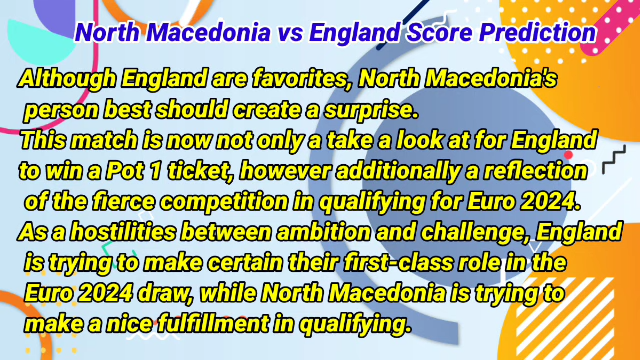 North Macedonia vs England Score Prediction
Although England are favorites, North Macedonia's
person best should create a surprise.
This match is now not only a take a look at for England
to win a Pot 1 ticket, however additionally a reflection
of the fierce competition in qualifying for Euro 2024.
As a hostilities between ambition and challenge, England
is trying to make certain their first-class role in the
Euro 2024 draw, while North Macedonia is trying to
make a nice fulfillment in qualifying.